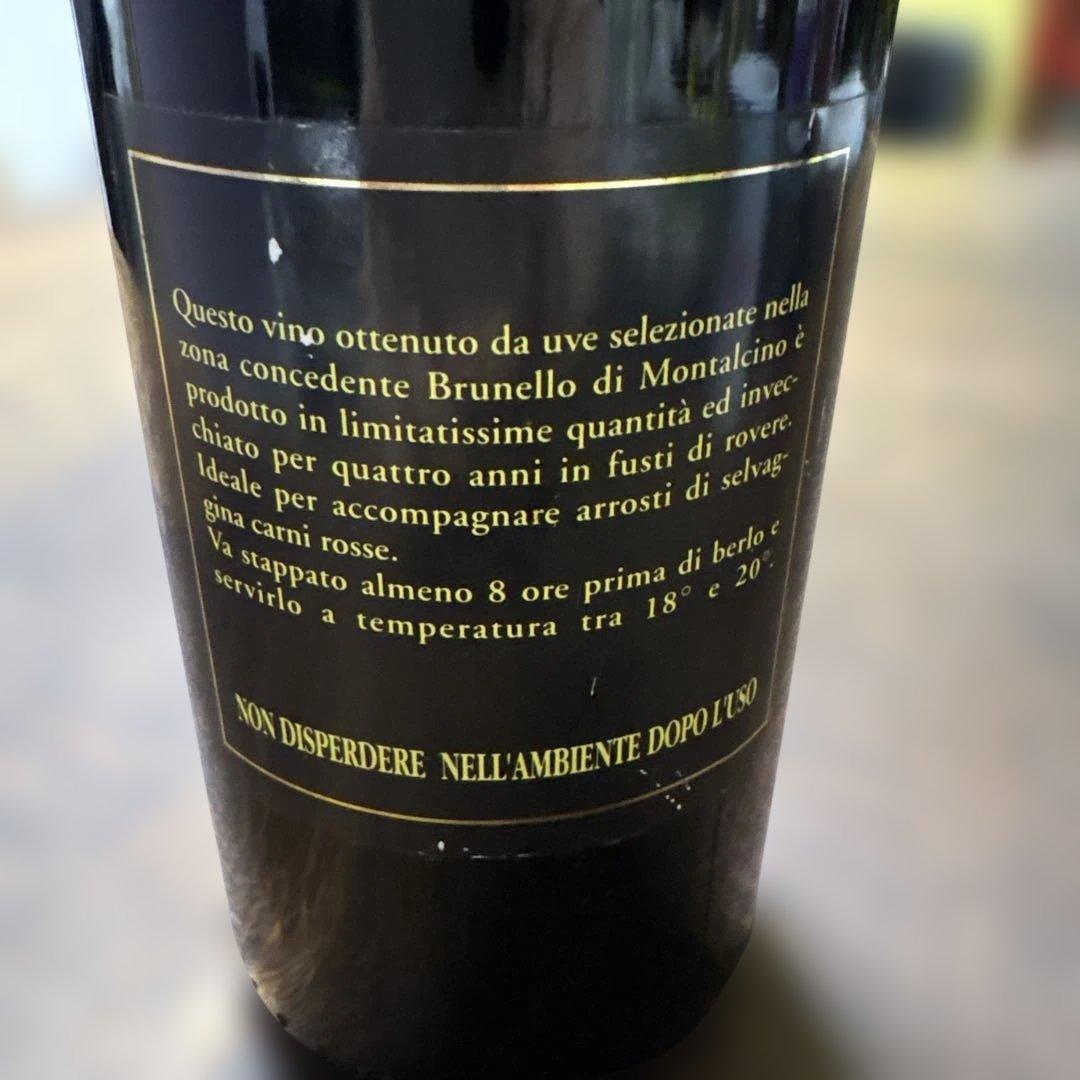 Questo vino ottenuto da uve selezionate nella
zona concedente Brunello di Montalcino è
prodotto in limitatissime quantità ed invec-
chiato per quattro anni in fusti di rovere.
Ideale per accompagnare arrosti di selvag-
gina carni rosse.
Va stappato almeno 8 ore prima di berlo e
servirlo a temperatura tra 18° e 20°.
NON DISPERDERE NELL'AMBIENTE DOPO L'USO